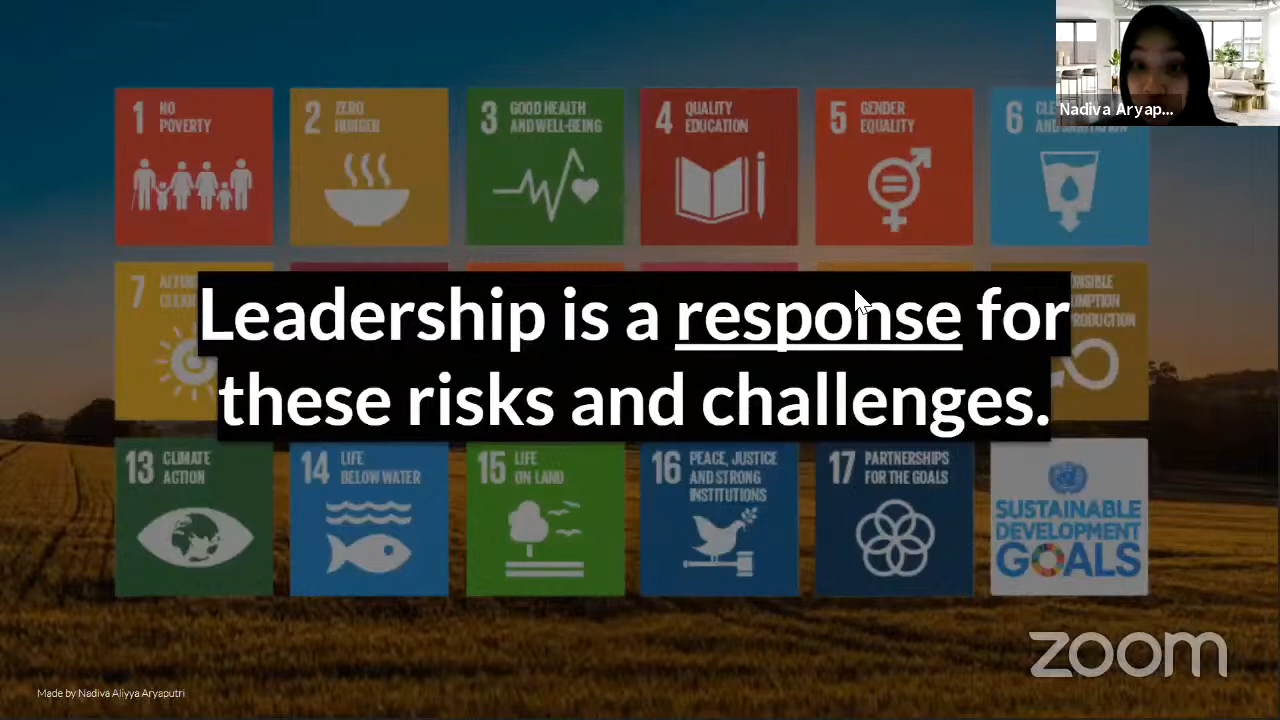 Nadiva Aryap...
1 NO
POVERTY
2 ZERO
HUNGER
3 GOOD HEALTH
AND WELL-BEING
4 QUALITY
EDUCATION
5 GENDER
EQUALITY
6
7
Leadership is a response for
these risks and challenges.
13 CLIMATE
ACTION
14 LIFE
BELOW WATER
15 LIFE
ON LAND
16 PEACE, JUSTICE
AND STRONG
INSTITUTIONS
17 PARTNERSHIPS
FOR THE GOALS
SUSTAINABLE
DEVELOPMENT
GOALS
zoom
Made by Nadiva Aliyya Aryaputri